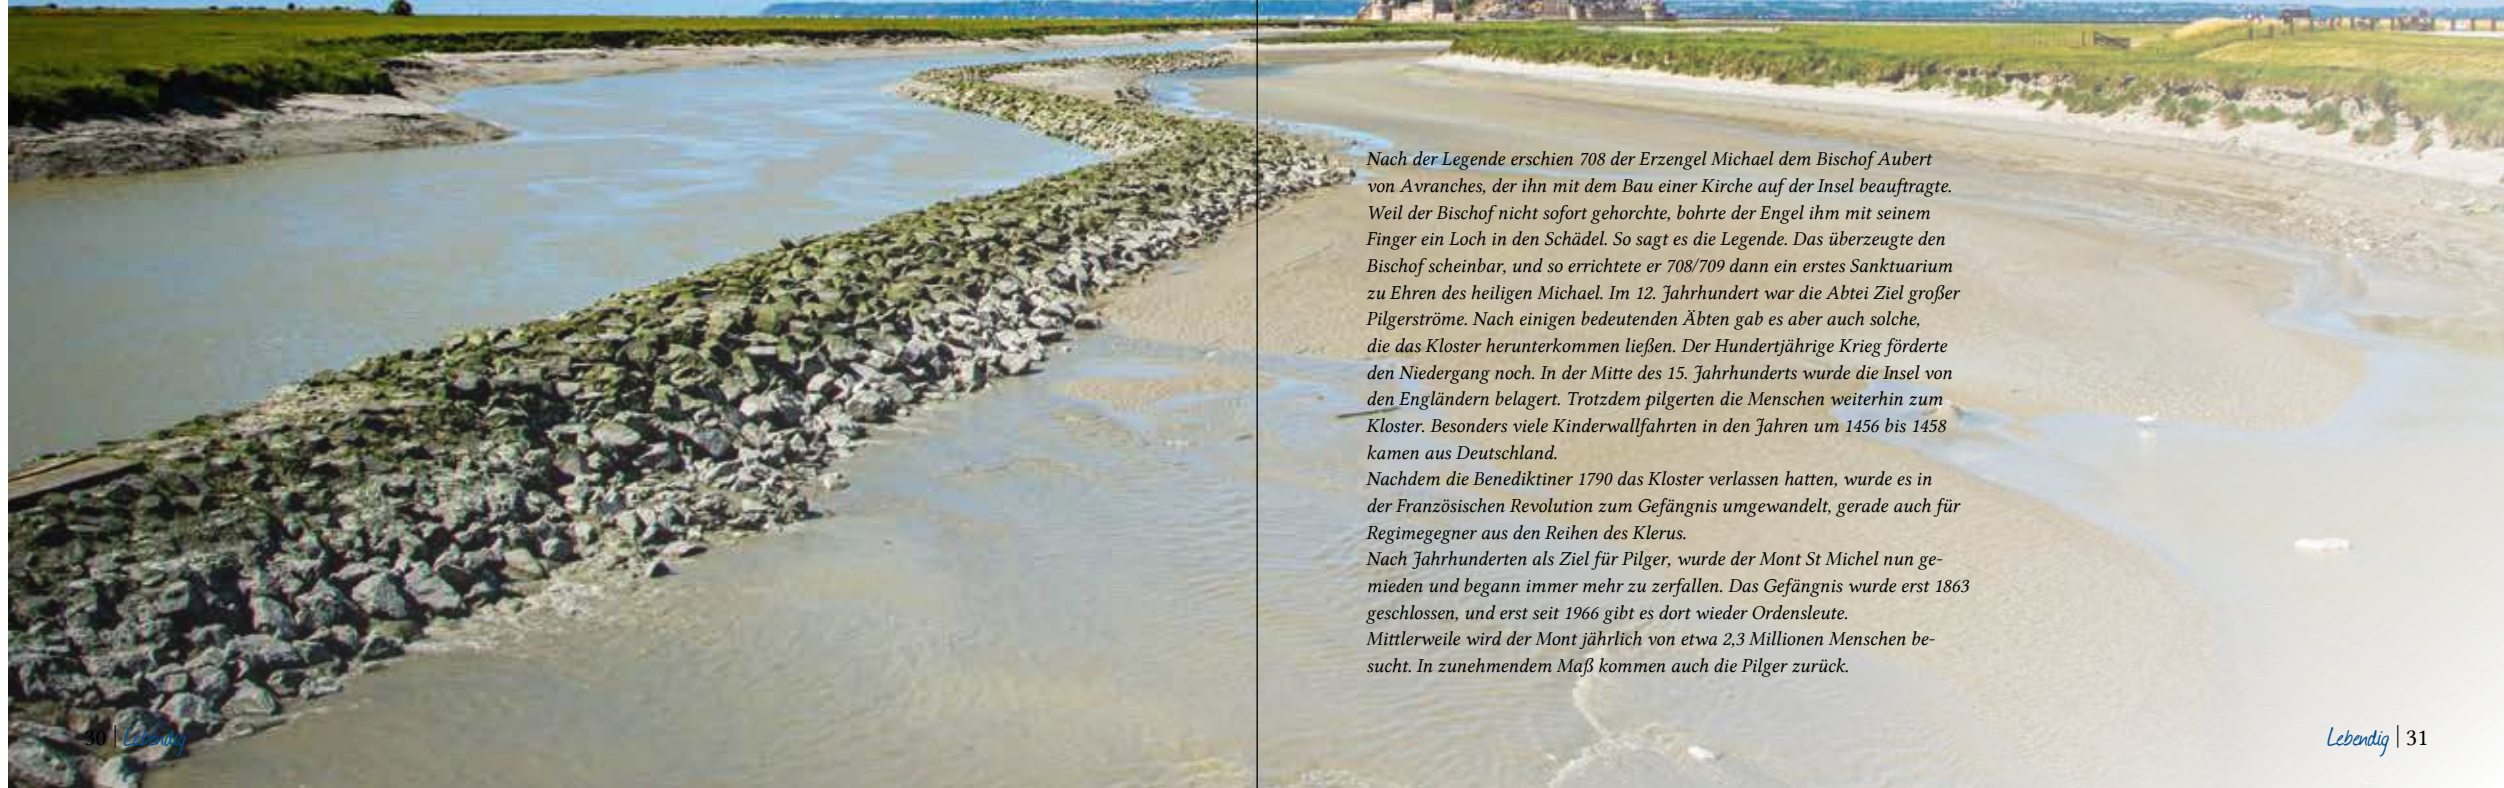 Nach der Legende erschien 708 der Erzengel Michael dem Bischof Aubert
von Avranches, der ihn mit dem Bau einer Kirche auf der Insel beauftragte.
Weil der Bischof nicht sofort gehorchte, bohrte der Engel ihm mit seinem
Finger ein Loch in den Schädel. So sagt es die Legende. Das überzeugte den
Bischof scheinbar, und so errichtete er 708/709 dann ein erstes Sanktuarium
zu Ehren des heiligen Michael. Im 12. Jahrhundert war die Abtei Ziel großer
Pilgerströme. Nach einigen bedeutenden Äbten gab es aber auch solche,
die das Kloster herunterkommen ließen. Der Hundertjährige Krieg förderte
den Niedergang noch. In der Mitte des 15. Jahrhunderts wurde die Insel von
den Engländern belagert. Trotzdem pilgerten die Menschen weiterhin zum
Kloster. Besonders viele Kinderwallfahrten in den Jahren um 1456 bis 1458
kamen aus Deutschland.
Nachdem die Benediktiner 1790 das Kloster verlassen hatten, wurde es in
der Französischen Revolution zum Gefängnis umgewandelt, gerade auch für
Regimegegner aus den Reihen des Klerus.
Nach Jahrhunderten als Ziel für Pilger, wurde der Mont St Michel nun ge-
mieden und begann immer mehr zu zerfallen. Das Gefängnis wurde erst 1863
geschlossen, und erst seit 1966 gibt es dort wieder Ordensleute.
Mittlerweile wird der Mont jährlich von etwa 2,3 Millionen Menschen be-
sucht. In zunehmendem Maß kommen auch die Pilger zurück.
30 | Lebendig
Lebendig | 31